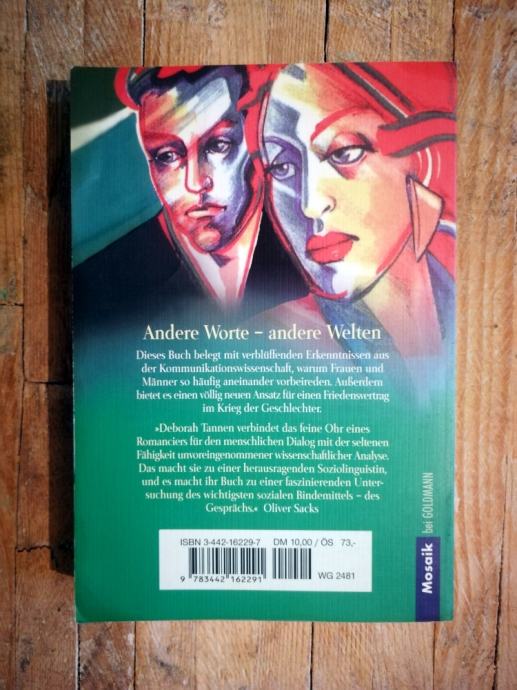 Andere Worte – andere Welten
Dieses Buch belegt mit verblüffenden Erkenntnissen aus
der Kommunikationswissenschaft, warum Frauen und
Männer so häufig aneinander vorbeireden. Außerdem
bietet es einen völlig neuen Ansatz für einen Friedensvertrag
im Krieg der Geschlechter.
»Deborah Tannen verbindet das feine Ohr eines
Romanciers für den menschlichen Dialog mit der seltenen
Fähigkeit unvoreingenommener wissenschaftlicher Analyse.
Das macht sie zu einer herausragenden Soziolinguistin,
und es macht ihr Buch zu einer faszinierenden Unter-
suchung des wichtigsten sozialen Bindemittels – des
Gesprächs.« Oliver Sacks
ISBN 3-442-16229-7 DM 10,00 / ÖS 73,-
9 783442 162291
WG 2481
Mosaik bei GOLDMANN